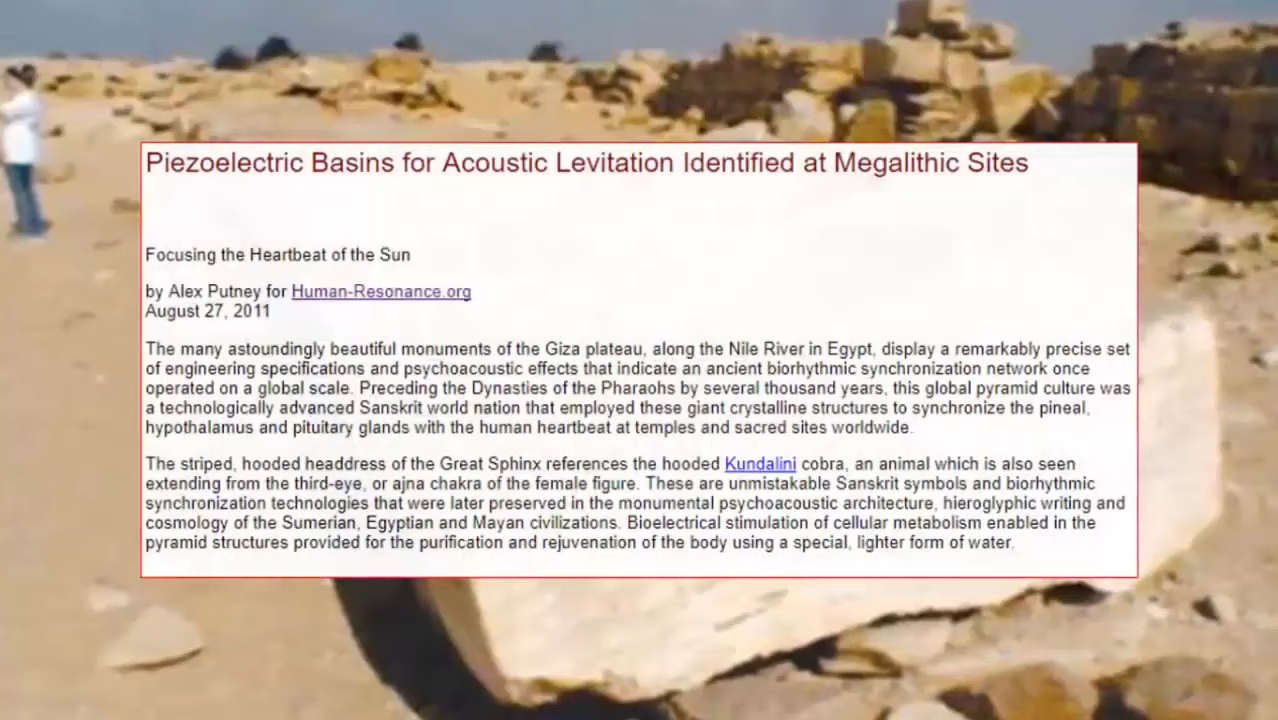 Piezoelectric Basins for Acoustic Levitation Identified at Megalithic Sites
Focusing the Heartbeat of the Sun
by Alex Putney for Human-Resonance.org
August 27, 2011
The many astoundingly beautiful monuments of the Giza plateau, along the Nile River in Egypt, display a remarkably precise set
of engineering specifications and psychoacoustic effects that indicate an ancient biorhythmic synchronization network once
operated on a global scale. Preceding the Dynasties of the Pharaohs by several thousand years, this global pyramid culture was
a technologically advanced Sanskrit world nation that employed these giant crystalline structures to synchronize the pineal,
hypothalamus and pituitary glands with the human heartbeat at temples and sacred sites worldwide.
The striped, hooded headdress of the Great Sphinx references the hooded Kundalini cobra, an animal which is also seen
extending from the third-eye, or ajna chakra of the female figure. These are unmistakable Sanskrit symbols and biorhythmic
synchronization technologies that were later preserved in the monumental psychoacoustic architecture, hieroglyphic writing and
cosmology of the Sumerian, Egyptian and Mayan civilizations. Bioelectrical stimulation of cellular metabolism enabled in the
pyramid structures provided for the purification and rejuvenation of the body using a special, lighter form of water.